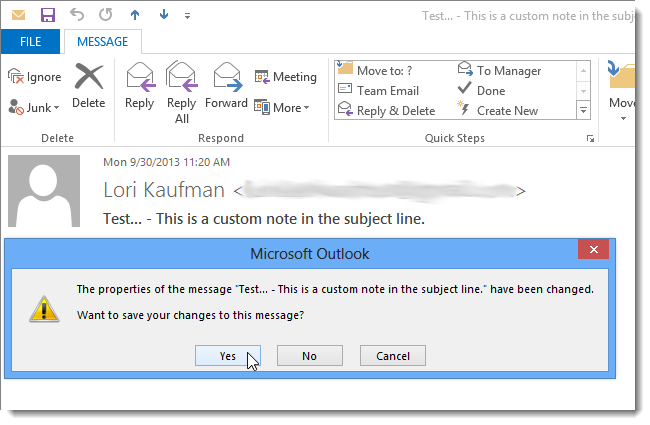 Test... - This is a custom note in the subj
FILE
MESSAGE
Ignore
Junk
Delete
Delete
Reply
Reply All
Forward
Meeting
More
Respond
Move to: ?
To Manager
Team Email
Done
Reply & Delete
Create New
Quick Steps
Move
Mon 9/30/2013 11:20 AM
Lori Kaufman < >
Test... - This is a custom note in the subject line.
Microsoft Outlook
The properties of the message "Test... - This is a custom note in the subject line." have been changed.
Want to save your changes to this message?
Yes
No
Cancel